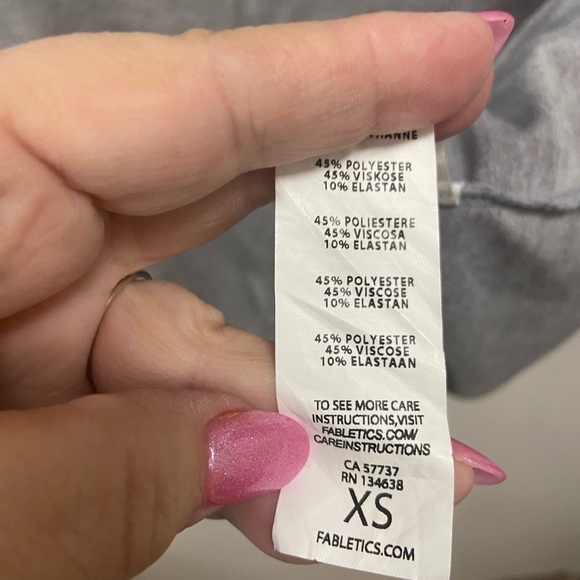 45% POLYESTER
45% VISKOSE
10% ELASTAN
45% POLIESTERE
45% VISCOSA
10% ELASTAN
45% POLYESTER
45% VISCOSE
10% ELASTAN
45% POLYESTER
45% VISCOSE
10% ELASTAAN
TO SEE MORE CARE
INSTRUCTIONS,VISIT
FABLETICS.COM/
CAREINSTRUCTIONS
CA 57737
RN 134638
XS
FABLETICS.COM